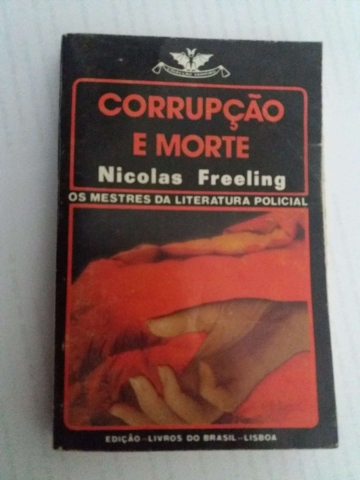 CORRUPÇÃO
E MORTE
Nicolas Freeling
OS MESTRES DA LITERATURA POLICIAL
EDIÇÃO-LIVROS DO BRASIL-LISBOA